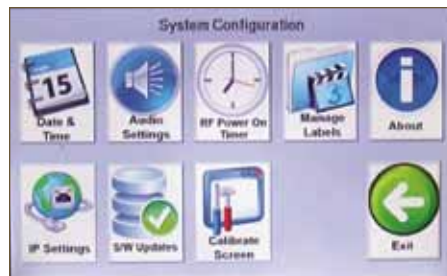 System Configuration
15
Date &
Time
Audio
Settings
RF Power On
Timer
3
Manage
Labels
About
IP Settings
S/W Updates
Calibrate
Screen
Exit